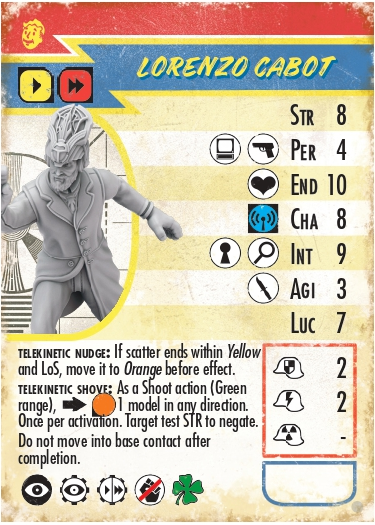 LORENZO CABOT
STR 8
PER 4
END 10
CHA 8
INT 9
AGI 3
LUC 7
TELEKINETIC NUDGE: If scatter ends within Yellow
and LoS, move it to Orange before effect.
TELEKINETIC SHOVE: As a Shoot action (Green
range), 1 model in any direction.
Once per activation. Target test STR to negate.
Do not move into base contact after
completion.
2
2
-